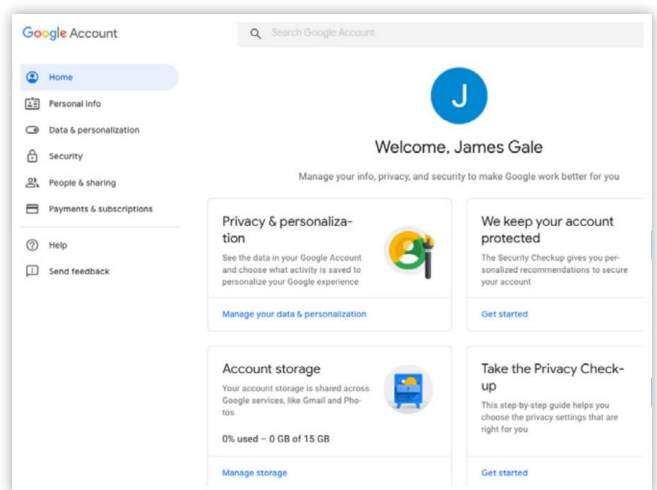 Google Account
Search Google Account
Home
Personal info
Data & personalization
Security
People & sharing
Payments & subscriptions
Help
Send feedback
J
Welcome, James Gale
Manage your info, privacy, and security to make Google work better for you
Privacy & personaliza-
tion
See the data in your Google Account
and choose what activity is saved to
personalize your Google experience
Manage your data & personalization
We keep your account
protected
The Security Checkup gives you per-
sonalized recommendations to secure
your account
Get started
Account storage
Your account storage is shared across
Google services, like Gmail and Pho-
tos
0% used – 0 GB of 15 GB
Manage storage
Take the Privacy Check-
up
This step-by-step guide helps you
choose the privacy settings that are
right for you
Get started